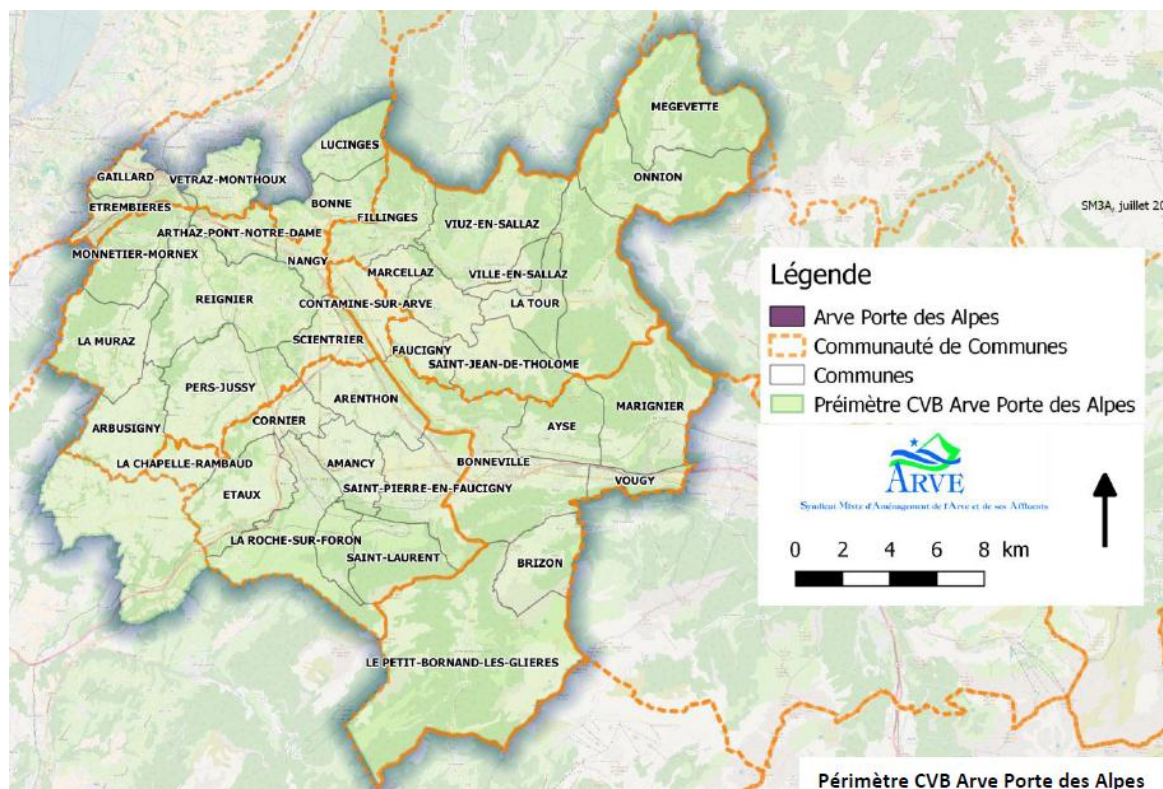 MEGEVETTE
LUCINGES
GAILLARD
VETRAZ-MONTHOUX
ONNION
ETREMBIERES
BONNE
FILLINGES
VIUZ-EN-SALLAZ
SM3A, juillet 20
ARTHAZ-PONT-NOTRE-DAME
MONNETIER-MORNEX
NANGY
MARCELLAZ
VILLE-EN-SALLAZ
REIGNIER
CONTAMINE-SUR-ARVE
LA TOUR
LA MURAZ
SCIENTRIER
FAUCIGNY
SAINT-JEAN-DE-THOLOME
PERS-JUSSY
ARENTHON
MARIGNIER
ARBUSIGNY
CORNIER
AYSE
LA CHAPELLE-RAMBAUD
AMANCY
BONNEVILLE
ETAUX
SAINT-PIERRE-EN-FAUCIGNY
VOUGY
LA ROCHE-SUR-FORON
SAINT-LAURENT
BRIZON
LE PETIT-BORNAND-LES-GLIERES
Légende
Arve Porte des Alpes
Communauté de Communes
Communes
Préimètre CVB Arve Porte des Alpes
ARVE
Syndicat Mixte d'Aménagement de l'Arve et de ses Affluents
0 2 4 6 8 km
Périmètre CVB Arve Porte des Alpes